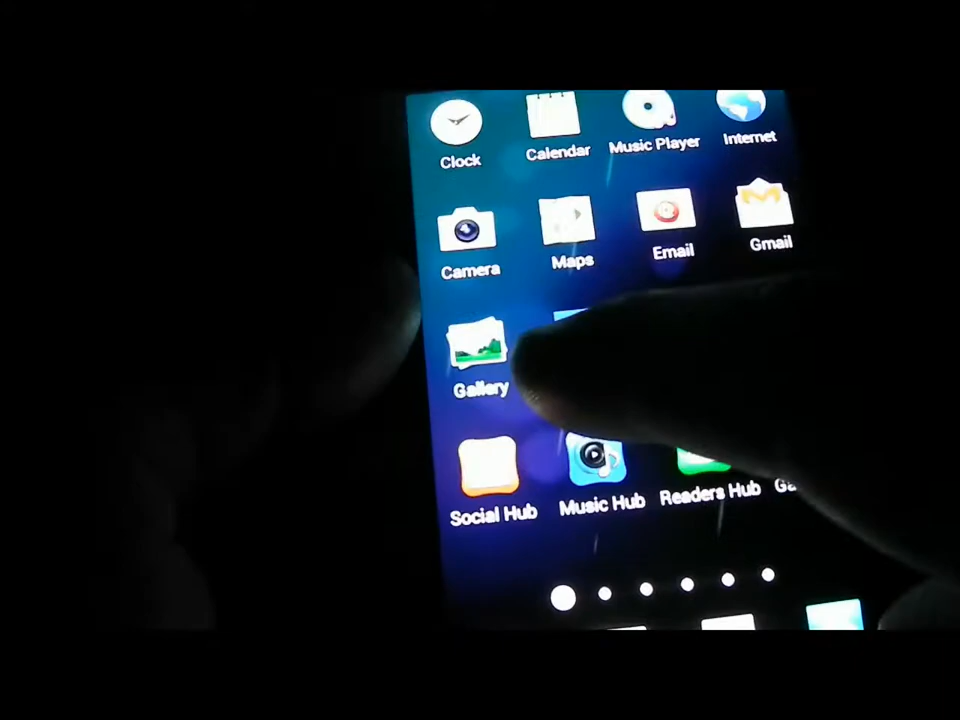 Clock Calendar Music Player Internet
Camera Maps Email Gmail
Gallery
Social Hub Music Hub Readers Hub